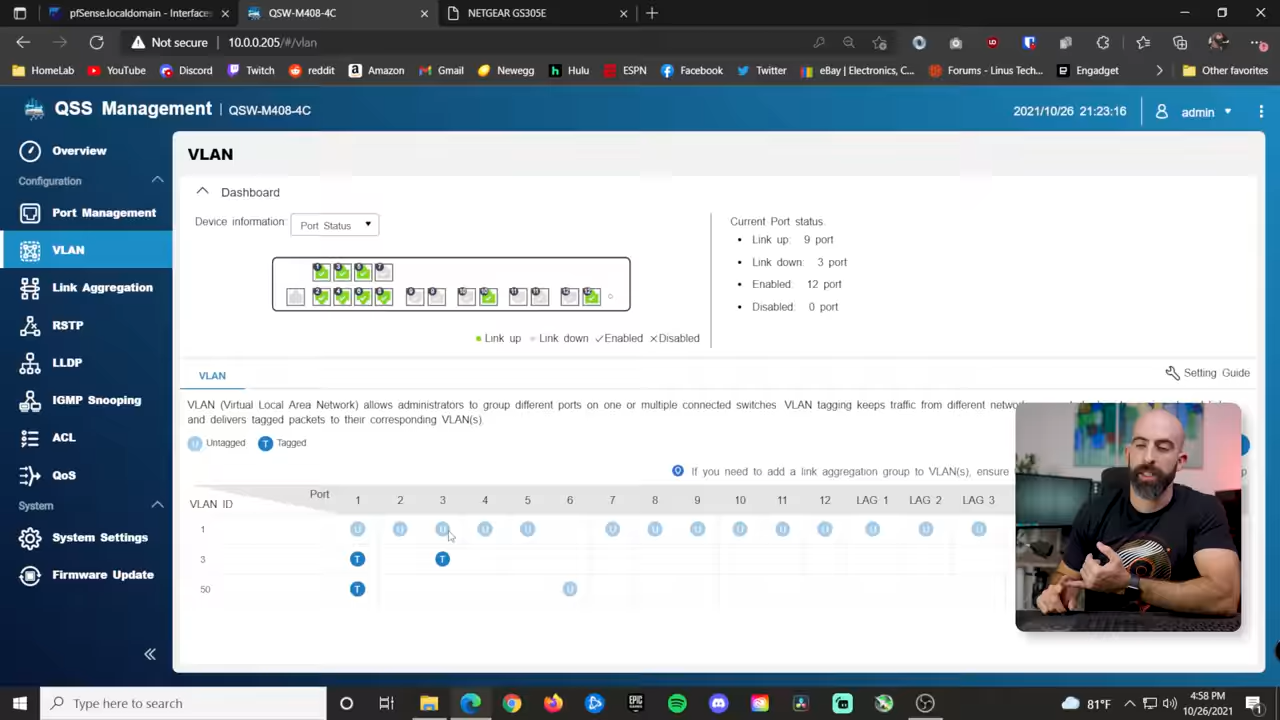 pfSense.localdomain - Interfaces
QSW-M408-4C
NETGEAR GS305E
Not secure
10.0.0.205/#/vlan
HomeLab
YouTube
Discord
Twitch
reddit
Amazon
Gmail
Newegg
Hulu
ESPN
Facebook
Twitter
eBay | Electronics, C...
Forums - Linus Tech...
Engadget
Other favorites
QSS Management
QSW-M408-4C
2021/10/26 21:23:16
admin
Overview
Configuration
Port Management
VLAN
Link Aggregation
RSTP
LLDP
IGMP Snooping
ACL
QoS
System
System Settings
Firmware Update
VLAN
Dashboard
Device information:
Port Status
Current Port status.
Link up: 9 port
Link down: 3 port
Enabled: 12 port
Disabled: 0 port
Link up Link down Enabled Disabled
VLAN
Setting Guide
VLAN (Virtual Local Area Network) allows administrators to group different ports on one or multiple connected switches VLAN tagging keeps traffic from different
and delivers tagged packets to their corresponding VLAN(s).
U Untagged T Tagged
If you need to add a link aggregation group to VLAN(s), ensure
VLAN ID Port 1 2 3 4 5 6 7 8 9 10 11 12 LAG 1 LAG 2 LAG 3
1 U U U U U U U U U U U U U U
3 T T
50 T U
Type here to search
81°F
4:58 PM
10/26/2021